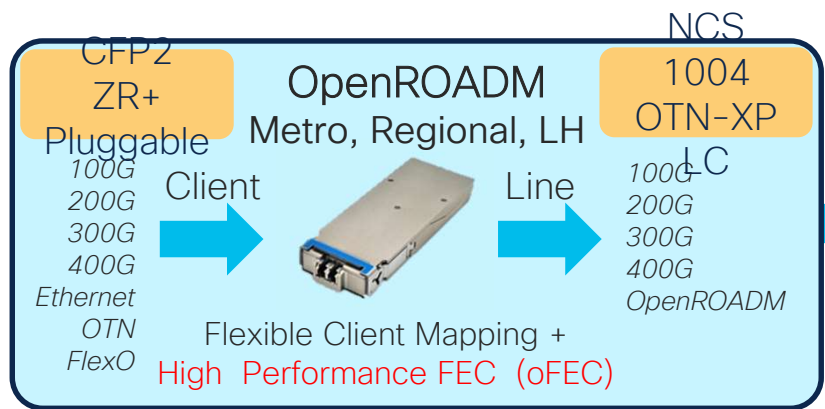 CFP2
ZR+
Pluggable
100G
200G
300G
400G
Ethernet
OTN
FlexO
OpenROADM
Metro, Regional, LH
Client
Line
Flexible Client Mapping +
High Performance FEC (oFEC)
NCS
1004
OTN-XP
LC
100G
200G
300G
400G
OpenROADM